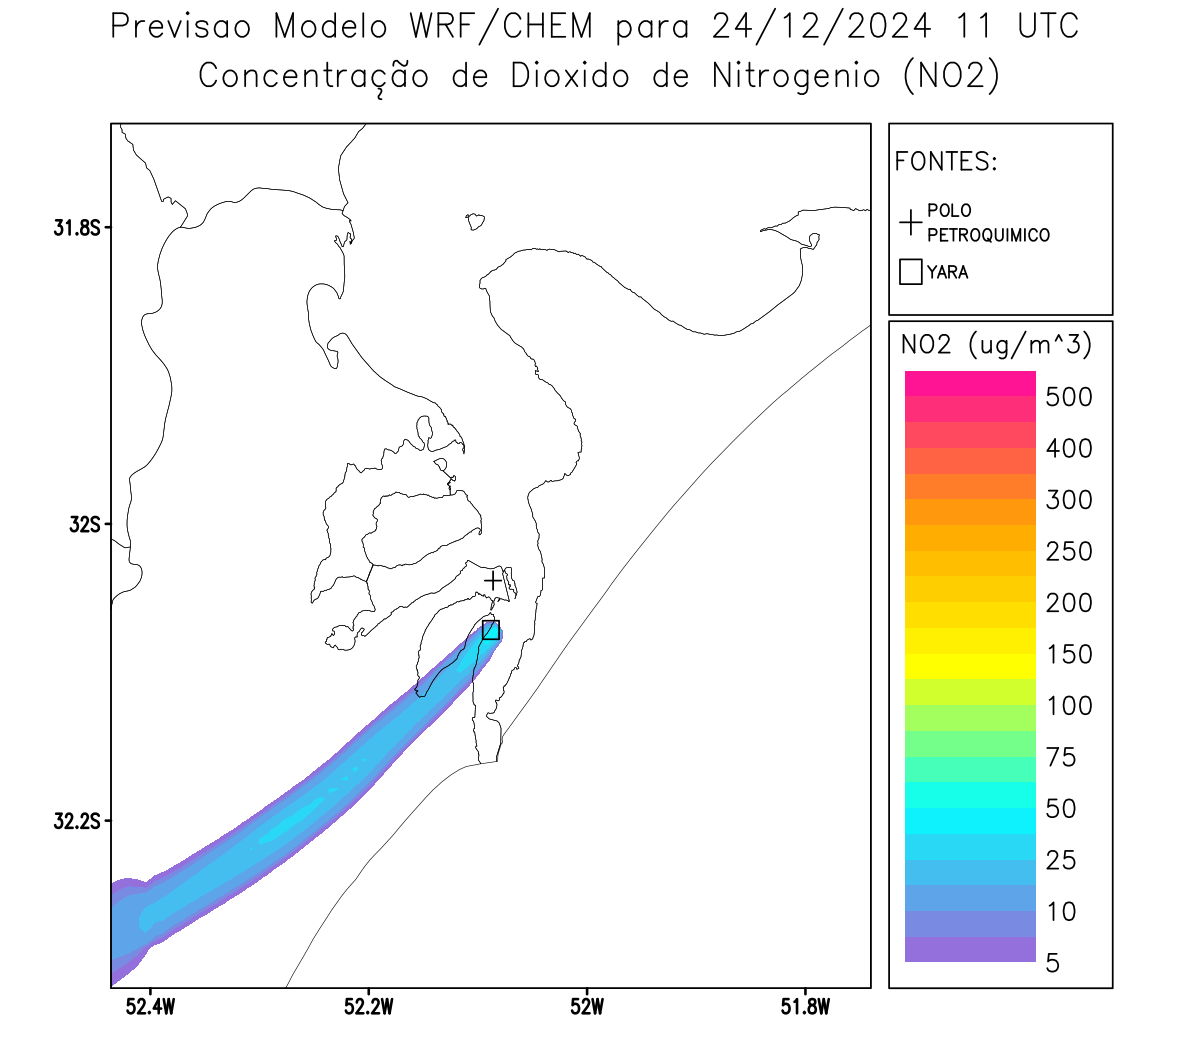 Previsao Modelo WRF/CHEM para 24/12/2024 11 UTC
Concentração de Dioxido de Nitrogenio (NO2)
FONTES:
POLO
PETROQUIMICO
YARA
NO2 (ug/m^3)
500
400
300
250
200
150
100
75
50
25
10
5
31.8S
32S
32.2S
52.4W
52.2W
52W
51.8W